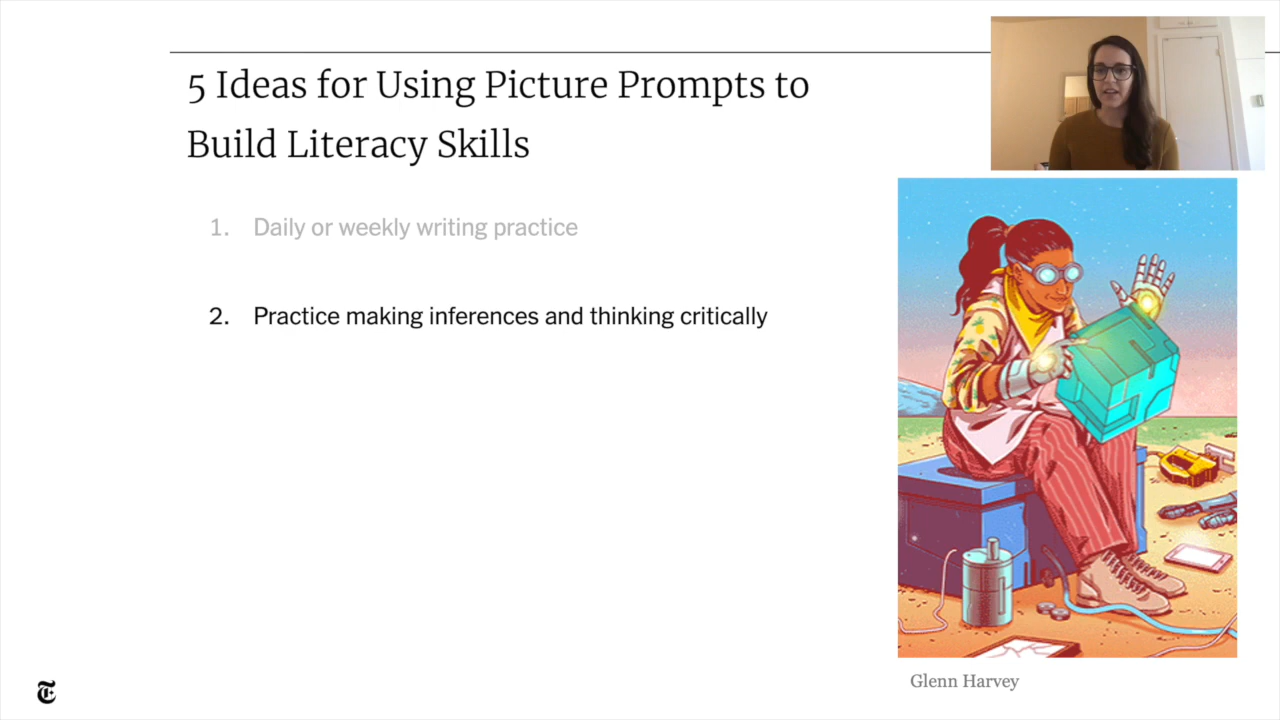 5 Ideas for Using Picture Prompts to
Build Literacy Skills
1. Daily or weekly writing practice
2. Practice making inferences and thinking critically
Glenn Harvey
T